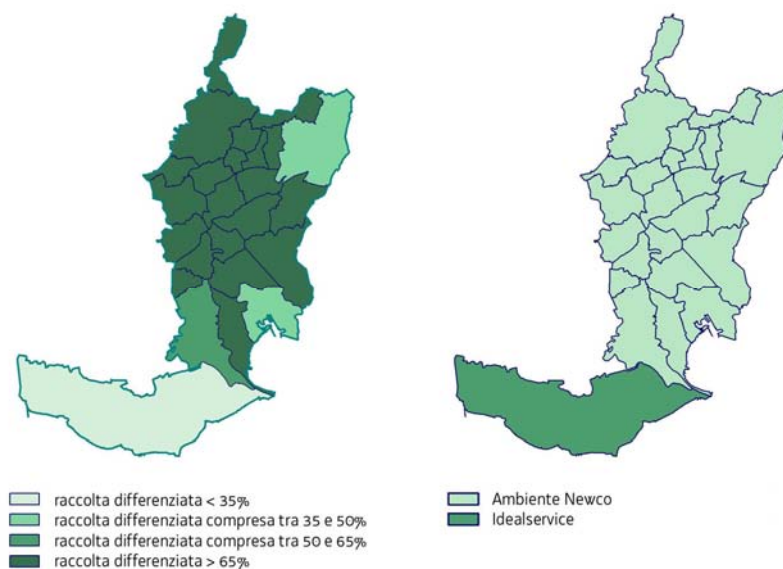 raccolta differenziata < 35%
raccolta differenziata compresa tra 35 e 50%
raccolta differenziata compresa tra 50 e 65%
raccolta differenziata > 65%
Ambiente Newco
Idealservice